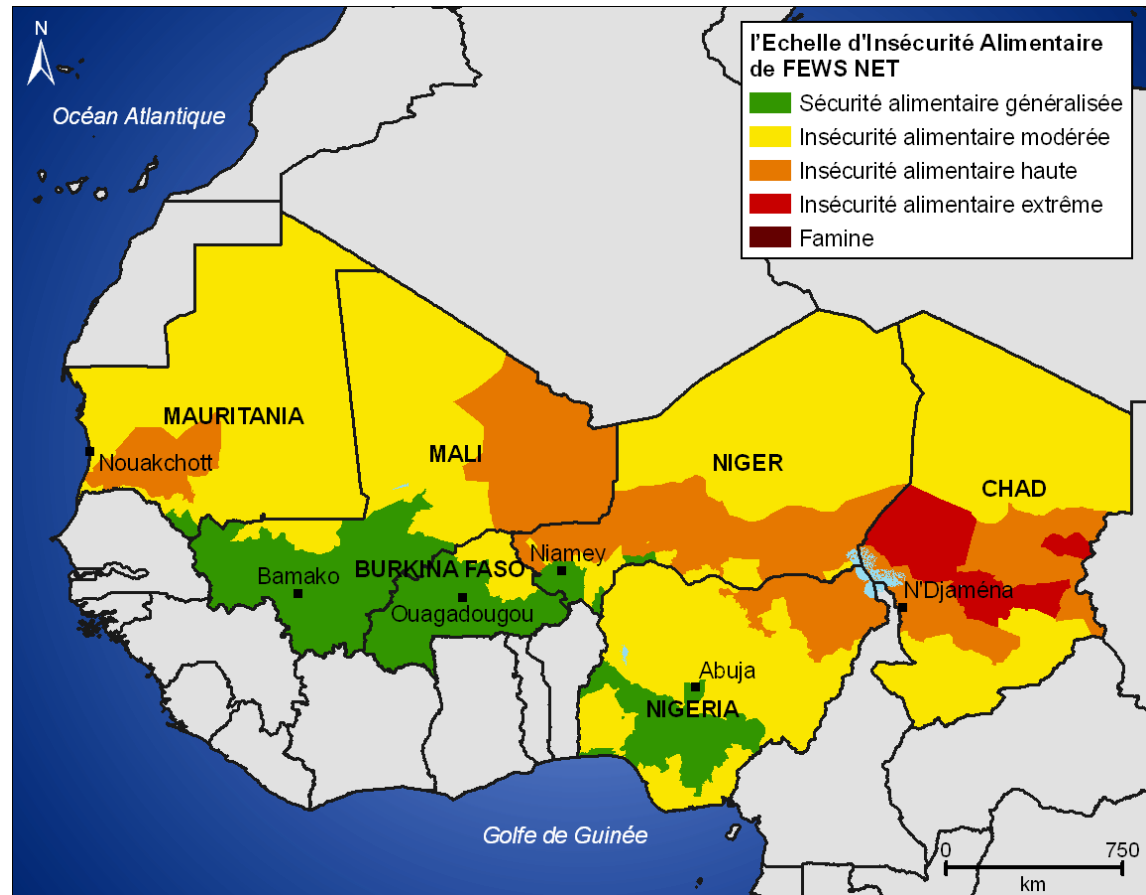 N
Océan Atlantique
l'Echelle d'Insécurité Alimentaire
de FEWS NET
Sécurité alimentaire généralisée
Insécurité alimentaire modérée
Insécurité alimentaire haute
Insécurité alimentaire extrême
Famine
MAURITANIA
Nouakchott
MALI
NIGER
CHAD
Niamey
BURKINA FASO
Bamako
Ouagadougou
N'Djaména
Abuja
NIGERIA
Golfe de Guinée
0 750
km